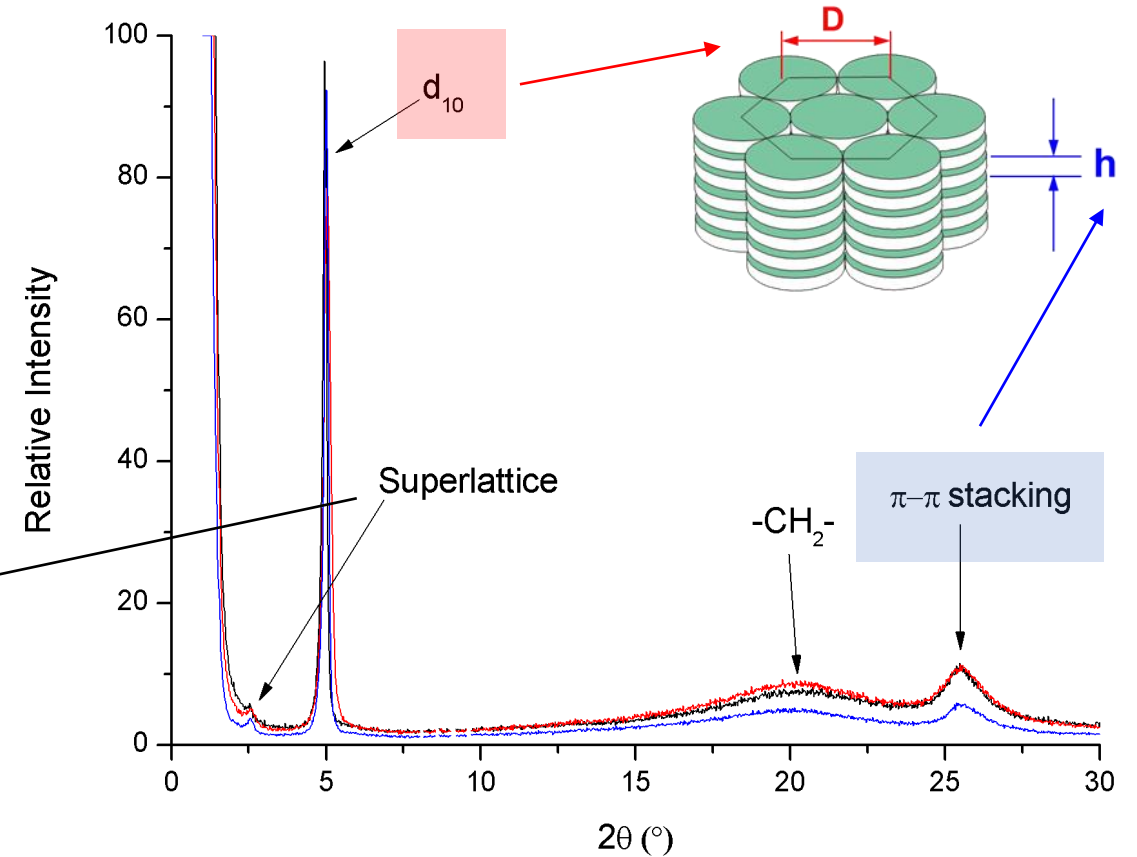 D
h
d₁₀
Superlattice
-CH₂-
π–π stacking
Relative Intensity
100
80
60
40
20
0
0 5 10 15 20 25 30
2θ (°)